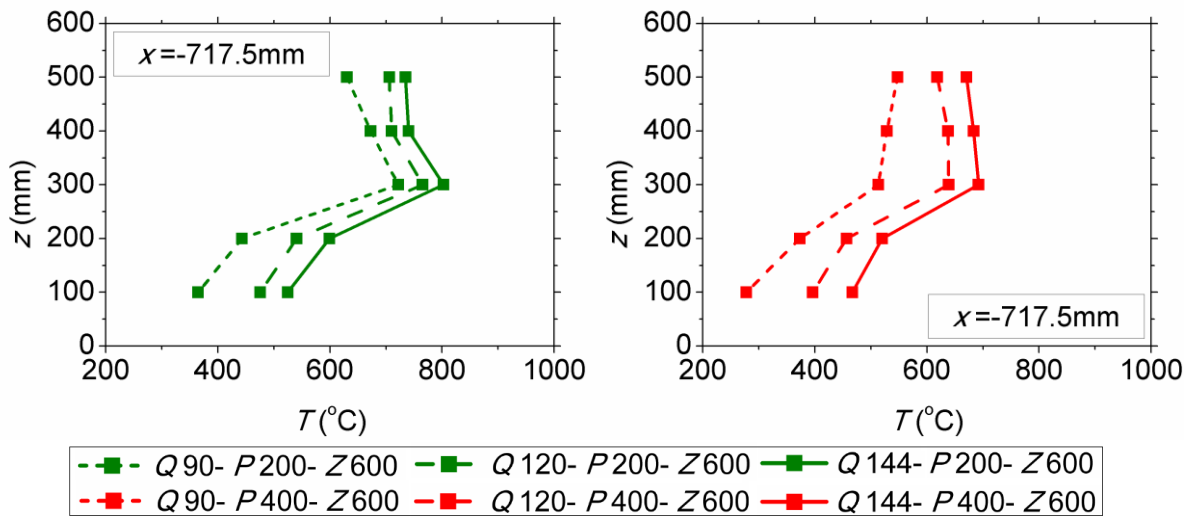 600
500
400
300
200
100
0
z (mm)
x=-717.5mm
200 400 600 800 1000
T (°C)
600
500
400
300
200
100
0
z (mm)
x=-717.5mm
200 400 600 800 1000
T (°C)
Q90-P200-Z600 Q120-P200-Z600 Q144-P200-Z600
Q90-P400-Z600 Q120-P400-Z600 Q144-P400-Z600